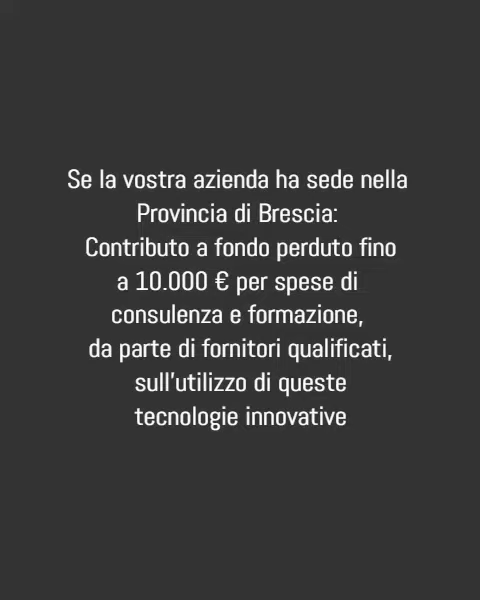 Se la vostra azienda ha sede nella
Provincia di Brescia:
Contributo a fondo perduto fino
a 10.000 € per spese di
consulenza e formazione,
da parte di fornitori qualificati,
sull'utilizzo di queste
tecnologie innovative